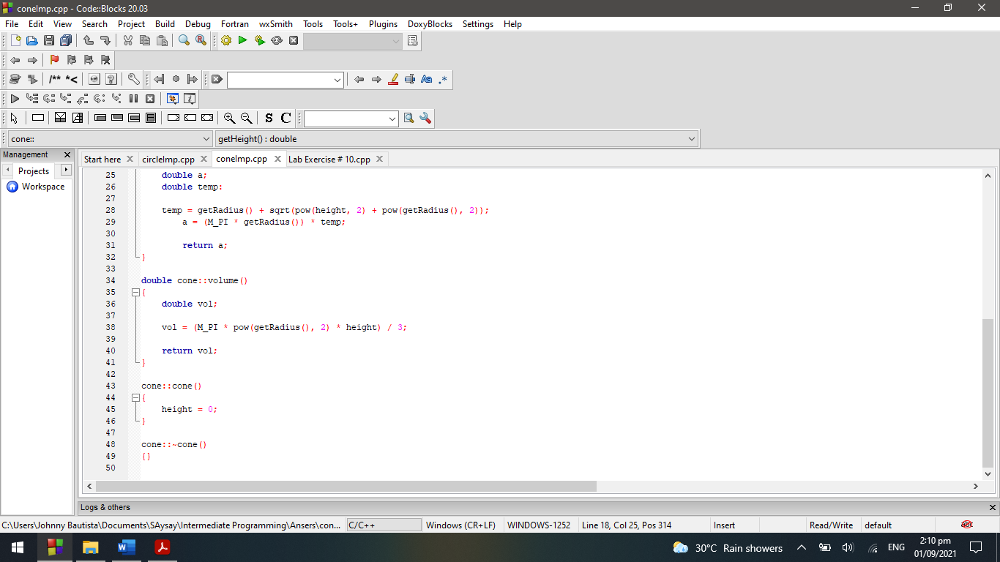 coneImp.cpp - Code::Blocks 20.03
File Edit View Search Project Build Debug Fortran wxSmith Tools Tools+ Plugins DoxyBlocks Settings Help
/** *<
Aa .*
S C
cone::
getHeight() : double
Management
Projects
Workspace
Start here circleImp.cpp coneImp.cpp Lab Exercise # 10.cpp
25 double a;
26 double temp:
27
28 temp = getRadius() + sqrt(pow(height, 2) + pow(getRadius(), 2));
29 a = (M_PI * getRadius()) * temp;
30
31 return a;
32 }
33
34 double cone::volume()
35 {
36 double vol;
37
38 vol = (M_PI * pow(getRadius(), 2) * height) / 3;
39
40 return vol;
41 }
42
43 cone::cone()
44 {
45 height = 0;
46 }
47
48 cone::~cone()
49 {}
50
Logs & others
C:\Users\Johnny Bautista\Documents\SAysay\Intermediate Programming\Ansers\con... C/C++ Windows (CR+LF) WINDOWS-1252 Line 18, Col 25, Pos 314 Insert Read/Write default abc
30°C Rain showers ENG 2:10 pm
01/09/2021